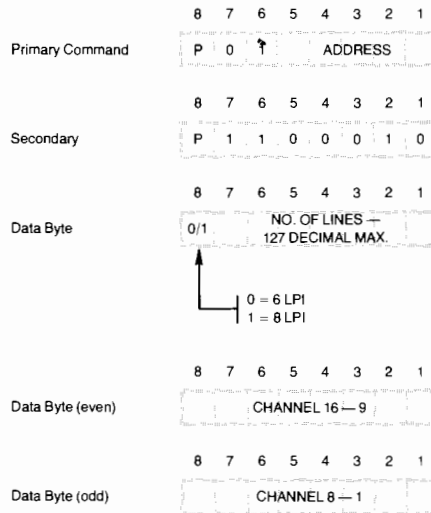 8 7 6 5 4 3 2 1
Primary Command P 0 1 ADDRESS
8 7 6 5 4 3 2 1
Secondary P 1 1 0 0 0 1 0
8 7 6 5 4 3 2 1
Data Byte 0/1 NO. OF LINES —
127 DECIMAL MAX.
0 = 6 LPI
1 = 8 LPI
8 7 6 5 4 3 2 1
Data Byte (even) CHANNEL 16 — 9
8 7 6 5 4 3 2 1
Data Byte (odd) CHANNEL 8 — 1